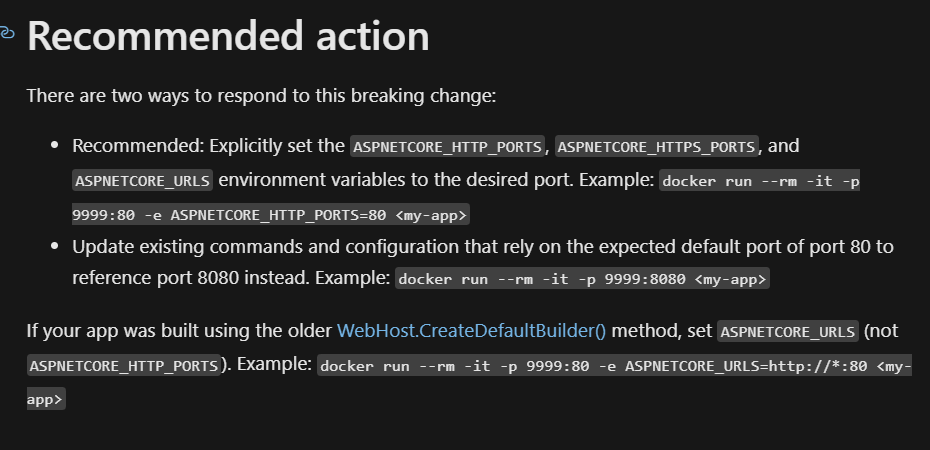 Recommended action
There are two ways to respond to this breaking change:
• Recommended: Explicitly set the ASPNETCORE_HTTP_PORTS, ASPNETCORE_HTTPS_PORTS, and
ASPNETCORE_URLS environment variables to the desired port. Example: docker run --rm -it -p
9999:80 -e ASPNETCORE_HTTP_PORTS=80 <my-app>
• Update existing commands and configuration that rely on the expected default port of port 80 to
reference port 8080 instead. Example: docker run --rm -it -p 9999:8080 <my-app>
If your app was built using the older WebHost.CreateDefaultBuilder() method, set ASPNETCORE_URLS (not
ASPNETCORE_HTTP_PORTS). Example: docker run --rm -it -p 9999:80 -e ASPNETCORE_URLS=http://*:80 <my-
app>